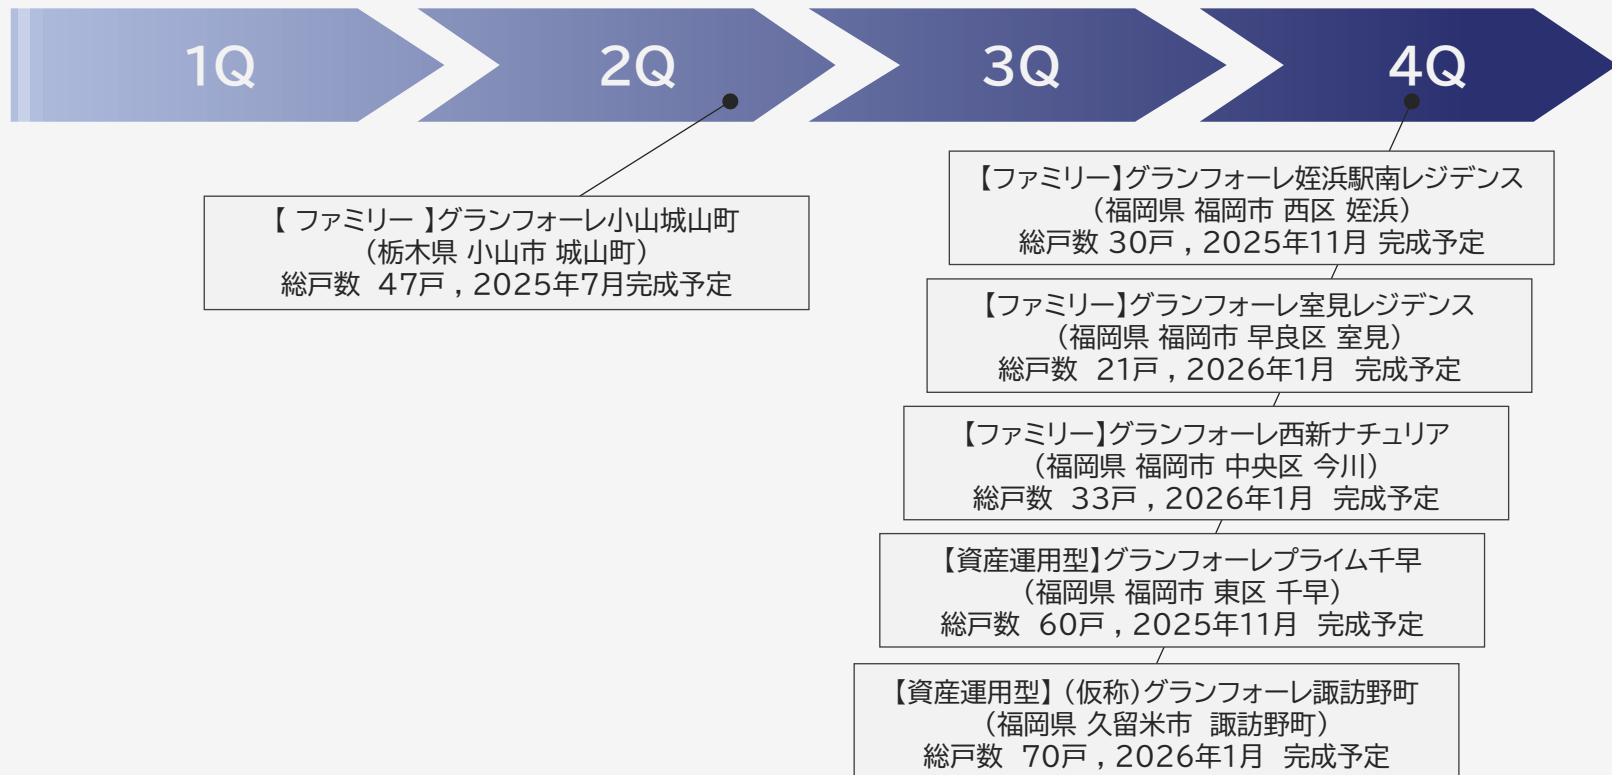 1Q
2Q
3Q
4Q
【 ファミリー 】グランフォーレ小山城山町
（栃木県 小山市 城山町）
総戸数 47戸 , 2025年7月完成予定
【ファミリー】グランフォーレ姪浜駅南レジデンス
（福岡県 福岡市 西区 姪浜）
総戸数 30戸 , 2025年11月 完成予定
【ファミリー】グランフォーレ室見レジデンス
（福岡県 福岡市 早良区 室見）
総戸数 21戸 , 2026年1月 完成予定
【ファミリー】グランフォーレ西新ナチュリア
（福岡県 福岡市 中央区 今川）
総戸数 33戸 , 2026年1月 完成予定
【資産運用型】グランフォーレプライム千早
（福岡県 福岡市 東区 千早）
総戸数 60戸 , 2025年11月 完成予定
【資産運用型】（仮称）グランフォーレ諏訪野町
（福岡県 久留米市 諏訪野町）
総戸数 70戸 , 2026年1月 完成予定